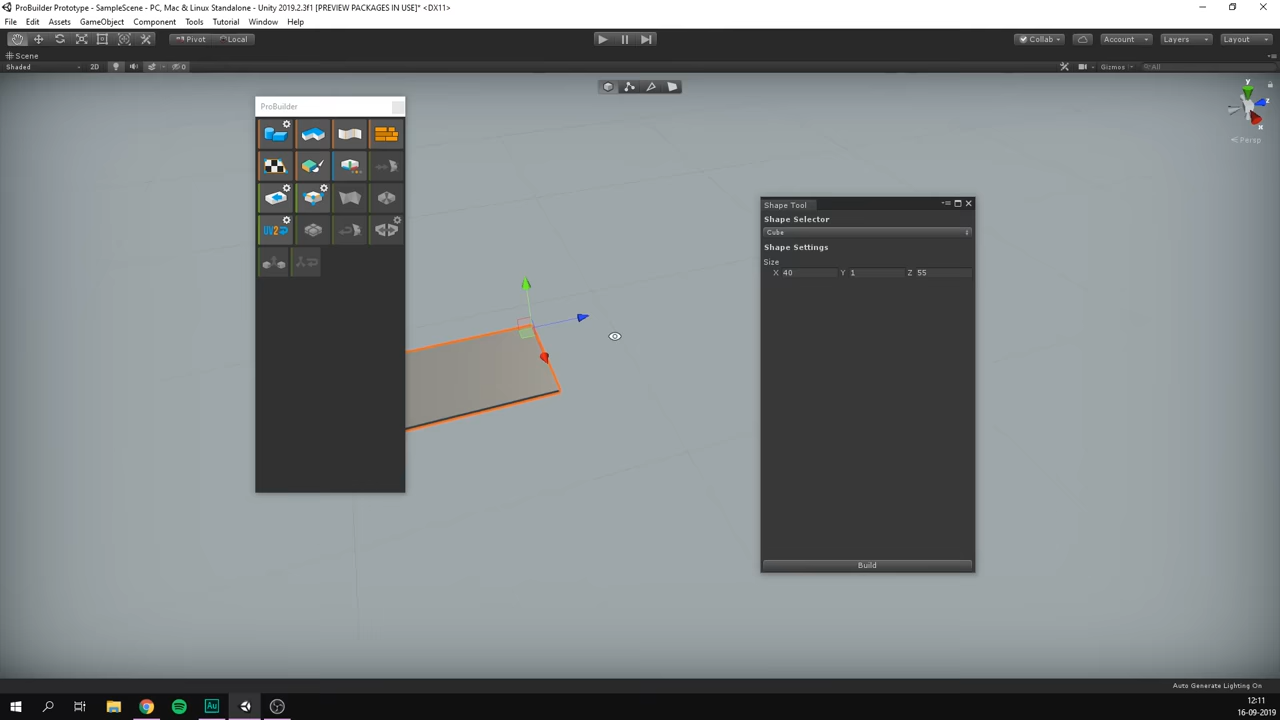 ProBuilder Prototype - SampleScene - PC, Mac & Linux Standalone - Unity 2019.2.3f1 [PREVIEW PACKAGES IN USE]* <DX11>
File Edit Assets GameObject Component Tools Tutorial Window Help
Pivot Local Collab Account Layers Layout
Scene
Shaded 2D 0 Gizmos All
ProBuilder
y
z
x
Persp
UV2
Shape Tool
Shape Selector
Cube
Shape Settings
Size
X 40 Y 1 Z 55
Build
Auto Generate Lighting On
Au
12:11
16-09-2019